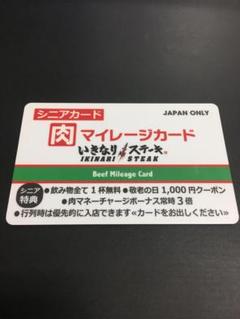 シニアカード
JAPAN ONLY
肉 マイレージカード
いきなりステーキ
IKINARI STEAK
Beef Mileage Card
シニア特典
●飲み物全て1杯無料 ●敬老の日1,000円クーポン
●肉マネーチャージボーナス常時3倍
●行列時は優先的に入店できます≪カードをお出しください≫